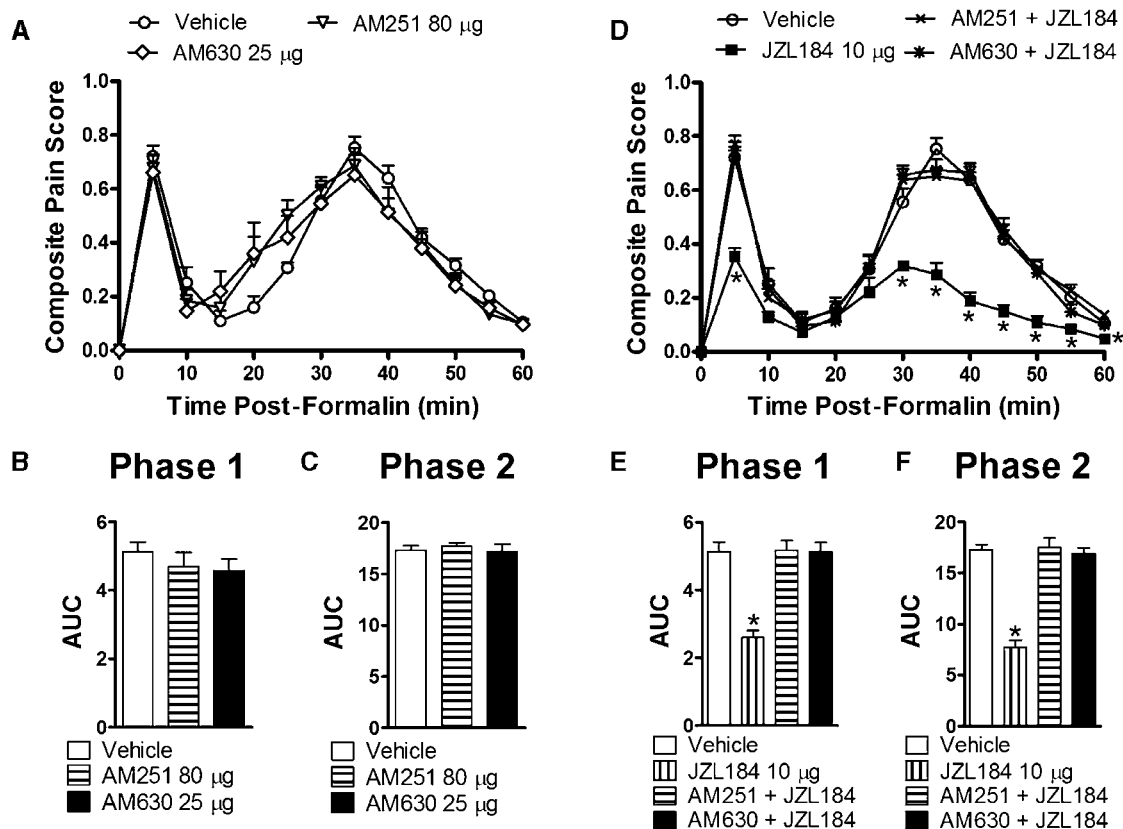 A
Vehicle
AM251 80 μg
AM630 25 μg
Composite Pain Score
1.0
0.8
0.6
0.4
0.2
0.0
0
10
20
30
40
50
60
Time Post-Formalin (min)
D
Vehicle
AM251 + JZL184
JZL184 10 μg
AM630 + JZL184
Composite Pain Score
1.0
0.8
0.6
0.4
0.2
0.0
*
*
*
*
*
*
*
*
0
10
20
30
40
50
60
Time Post-Formalin (min)
B
Phase 1
AUC
6
4
2
0
Vehicle
AM251 80 μg
AM630 25 μg
C
Phase 2
AUC
20
15
10
5
0
Vehicle
AM251 80 μg
AM630 25 μg
E
Phase 1
AUC
6
4
2
0
*
Vehicle
JZL184 10 μg
AM251 + JZL184
AM630 + JZL184
F
Phase 2
AUC
20
15
10
5
0
*
Vehicle
JZL184 10 μg
AM251 + JZL184
AM630 + JZL184